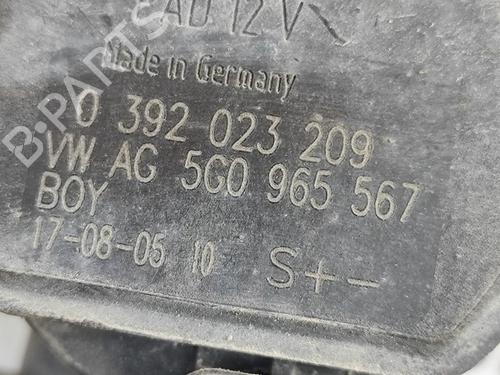 AD 12 V
Made in Germany
0 392 023 209
VW AG 5G0 965 567
BOY
17-08-05 10 S+-
B-PARTS